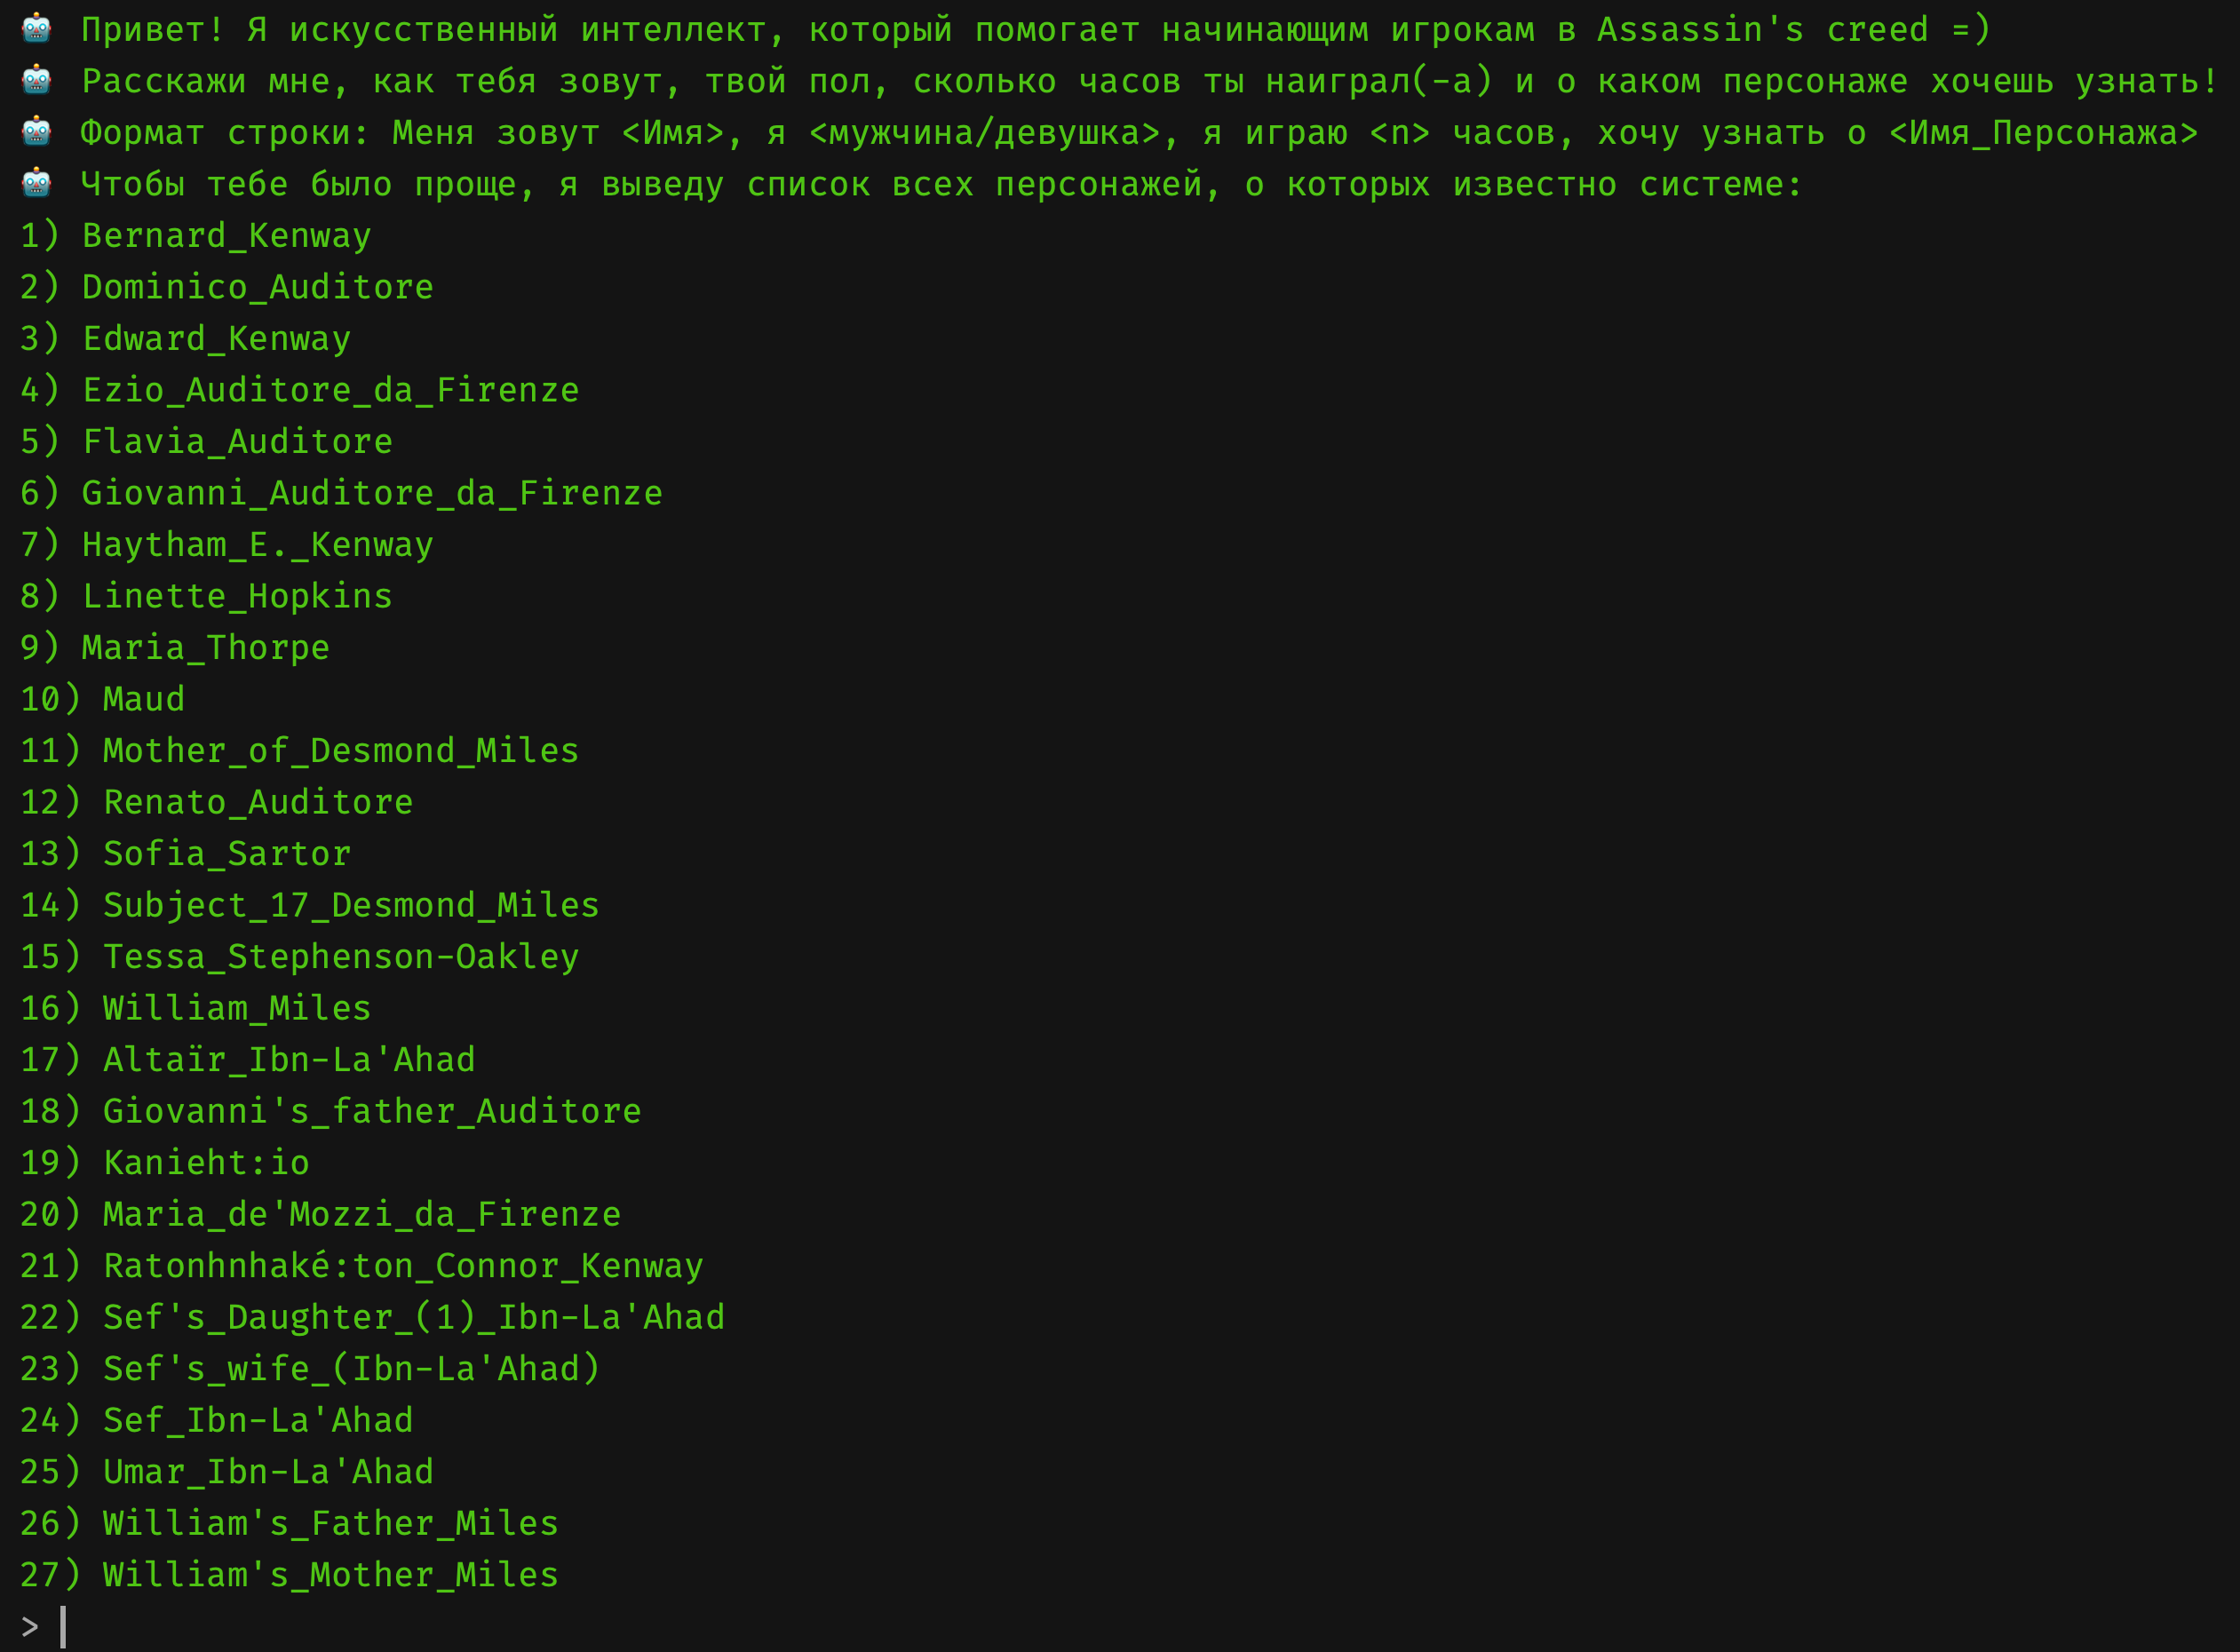 🤖 Привет! Я искусственный интеллект, который помогает начинающим игрокам в Assassin's creed =)
🤖 Расскажи мне, как тебя зовут, твой пол, сколько часов ты наиграл(-а) и о каком персонаже хочешь узнать!
🤖 Формат строки: Меня зовут <Имя>, я <мужчина/девушка>, я играю <n> часов, хочу узнать о <Имя_Персонажа>
🤖 Чтобы тебе было проще, я выведу список всех персонажей, о которых известно системе:
1) Bernard_Kenway
2) Dominico_Auditore
3) Edward_Kenway
4) Ezio_Auditore_da_Firenze
5) Flavia_Auditore
6) Giovanni_Auditore_da_Firenze
7) Haytham_E._Kenway
8) Linette_Hopkins
9) Maria_Thorpe
10) Maud
11) Mother_of_Desmond_Miles
12) Renato_Auditore
13) Sofia_Sartor
14) Subject_17_Desmond_Miles
15) Tessa_Stephenson-Oakley
16) William_Miles
17) Altaïr_Ibn-La'Ahad
18) Giovanni's_father_Auditore
19) Kanieht:io
20) Maria_de'Mozzi_da_Firenze
21) Ratonhnhaké:ton_Connor_Kenway
22) Sef's_Daughter_(1)_Ibn-La'Ahad
23) Sef's_wife_(Ibn-La'Ahad)
24) Sef_Ibn-La'Ahad
25) Umar_Ibn-La'Ahad
26) William's_Father_Miles
27) William's_Mother_Miles
>